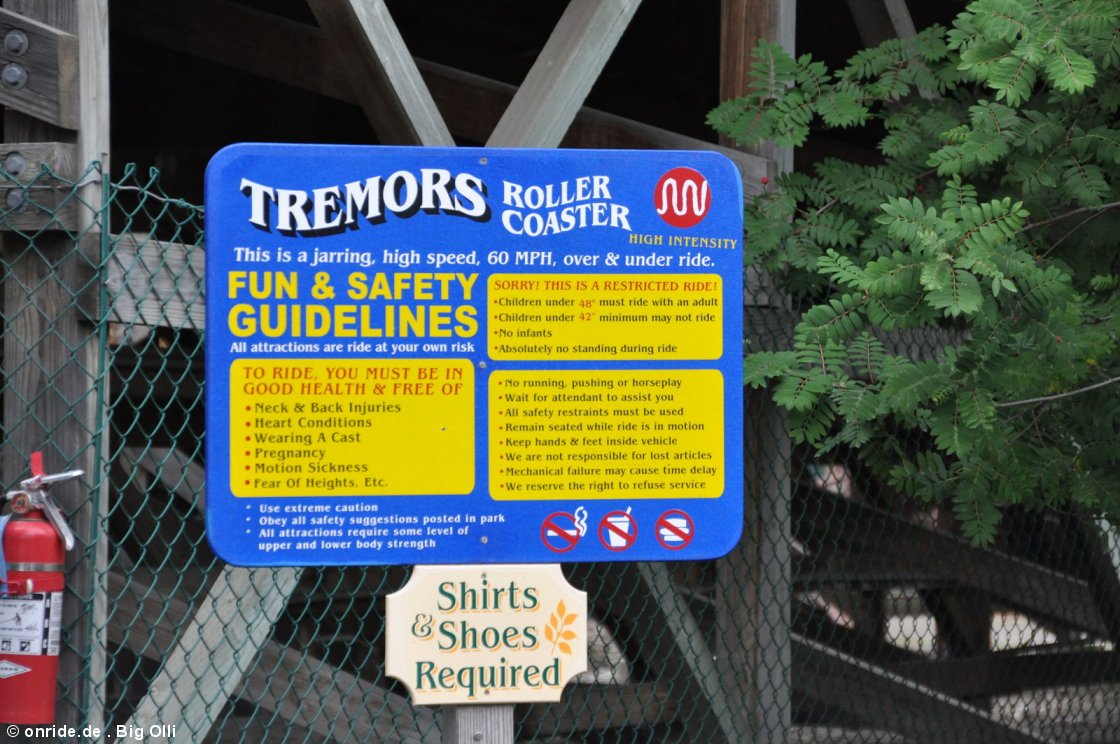 TREMORS ROLLER COASTER
HIGH INTENSITY
This is a jarring, high speed, 60 MPH, over & under ride.
FUN & SAFETY
GUIDELINES
All attractions are ride at your own risk
SORRY! THIS IS A RESTRICTED RIDE!
•Children under 48" must ride with an adult
•Children under 42" minimum may not ride
•No infants
•Absolutely no standing during ride
TO RIDE, YOU MUST BE IN
GOOD HEALTH & FREE OF
• Neck & Back Injuries
• Heart Conditions
• Wearing A Cast
• Pregnancy
• Motion Sickness
• Fear Of Heights, Etc.
•No running, pushing or horseplay
•Wait for attendant to assist you
•All safety restraints must be used
•Remain seated while ride is in motion
•Keep hands & feet inside vehicle
•We are not responsible for lost articles
•Mechanical failure may cause time delay
•We reserve the right to refuse service
* Use extreme caution
* Obey all safety suggestions posted in park
* All attractions require some level of
upper and lower body strength
Shirts
& Shoes
Required
© onride.de . Big Olli